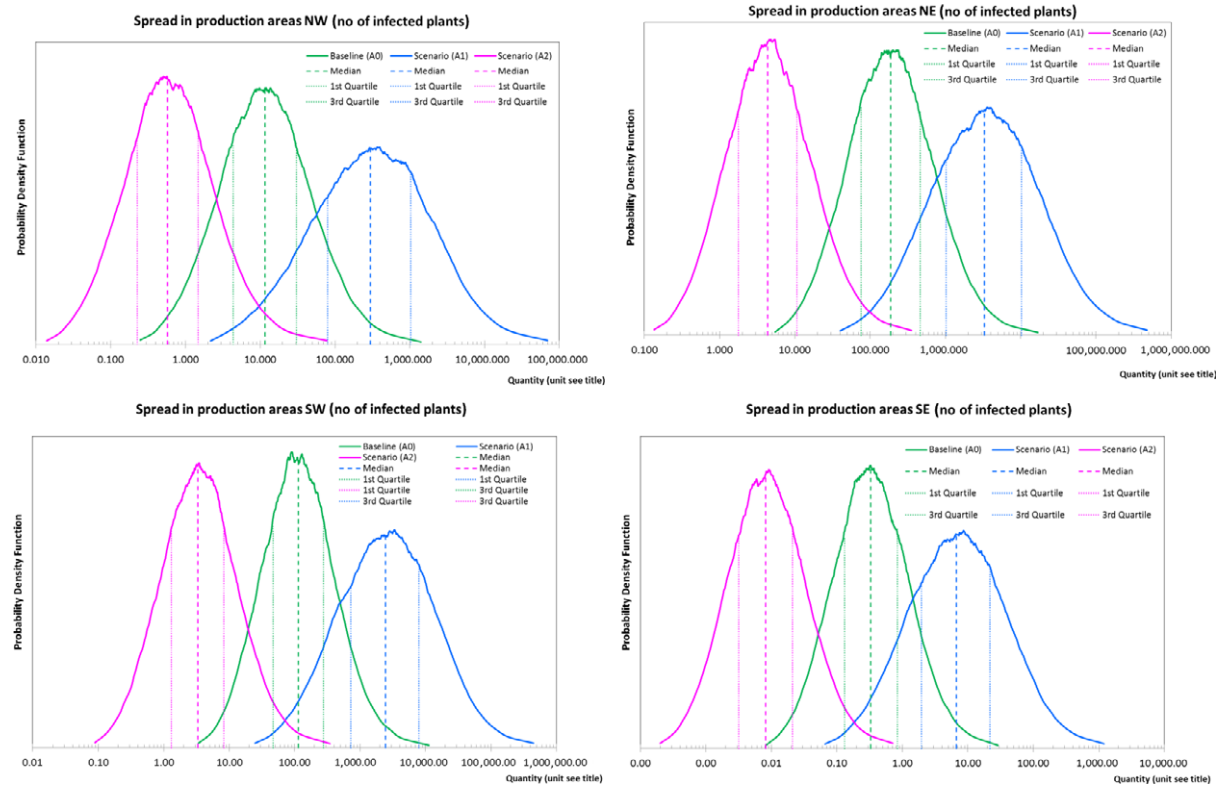 Spread in production areas NW (no of infected plants)
Baseline (A0) Scenario (A1) Scenario (A2)
Median Median Median
1st Quartile 1st Quartile 1st Quartile
3rd Quartile 3rd Quartile 3rd Quartile
Probability Density Function
0.010 0.100 1.000 10.000 100.000 1,000.000 10,000.000 100,000.000
Quantity (unit see title)
Spread in production areas NE (no of infected plants)
Baseline (A0) Scenario (A1) Scenario (A2)
Median Median Median
1st Quartile 1st Quartile 1st Quartile
3rd Quartile 3rd Quartile 3rd Quartile
Probability Density Function
0.100 1.000 10.000 100.000 1,000.000 100,000.000 1,000,000.000
Quantity (unit see title)
Spread in production areas SW (no of infected plants)
Baseline (A0) Scenario (A1)
Scenario (A2) Median
Median Median
1st Quartile 1st Quartile
1st Quartile 3rd Quartile
3rd Quartile 3rd Quartile
Probability Density Function
0.01 0.10 1.00 10.00 100.00 1,000.00 10,000.00 100,000.00 1,000,000.00
Quantity (unit see title)
Spread in production areas SE (no of infected plants)
Baseline (A0) Scenario (A1) Scenario (A2)
Median Median Median
1st Quartile 1st Quartile 1st Quartile
3rd Quartile 3rd Quartile 3rd Quartile
Probability Density Function
0.00 0.00 0.01 0.10 1.00 10.00 100.00 1,000.00 10,000.00
Quantity (unit see title)